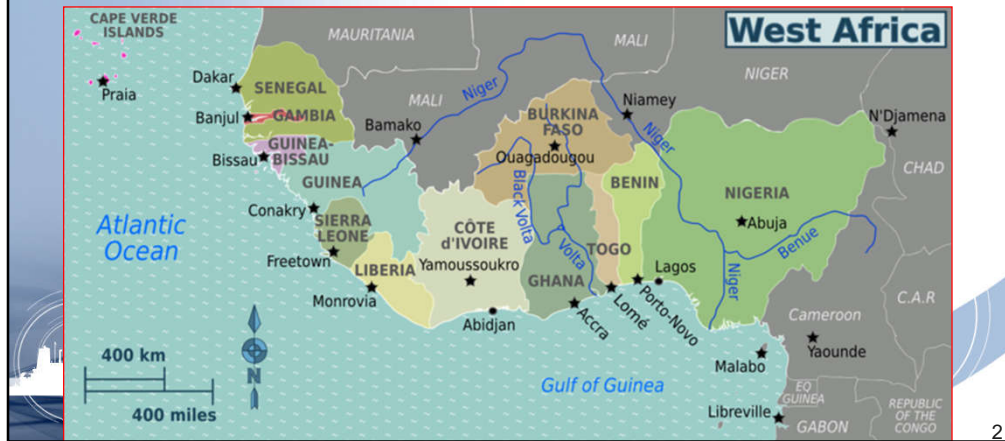 West Africa
CAPE VERDE
ISLANDS
MAURITANIA
MALI
NIGER
Praia
Dakar
SENEGAL
Niger
Niamey
N'Djamena
MALI
Banjul
GAMBIA
Bamako
BURKINA
FASO
Niger
GUINEA-
BISSAU
Bissau
Ouagadougou
CHAD
GUINEA
Black Volta
BENIN
NIGERIA
Conakry
SIERRA
LEONE
CÔTE
d'IVOIRE
Abuja
Atlantic
Ocean
Volta
TOGO
Benue
Freetown
LIBERIA
Yamoussoukro
GHANA
Lagos
Niger
Monrovia
Abidjan
Accra
Lomé
Porto-Novo
C.A.R
Cameroon
Yaounde
400 km
N
400 miles
Malabo
Gulf of Guinea
EQ
GUINEA
Libreville
GABON
REPUBLIC
OF THE
CONGO
2